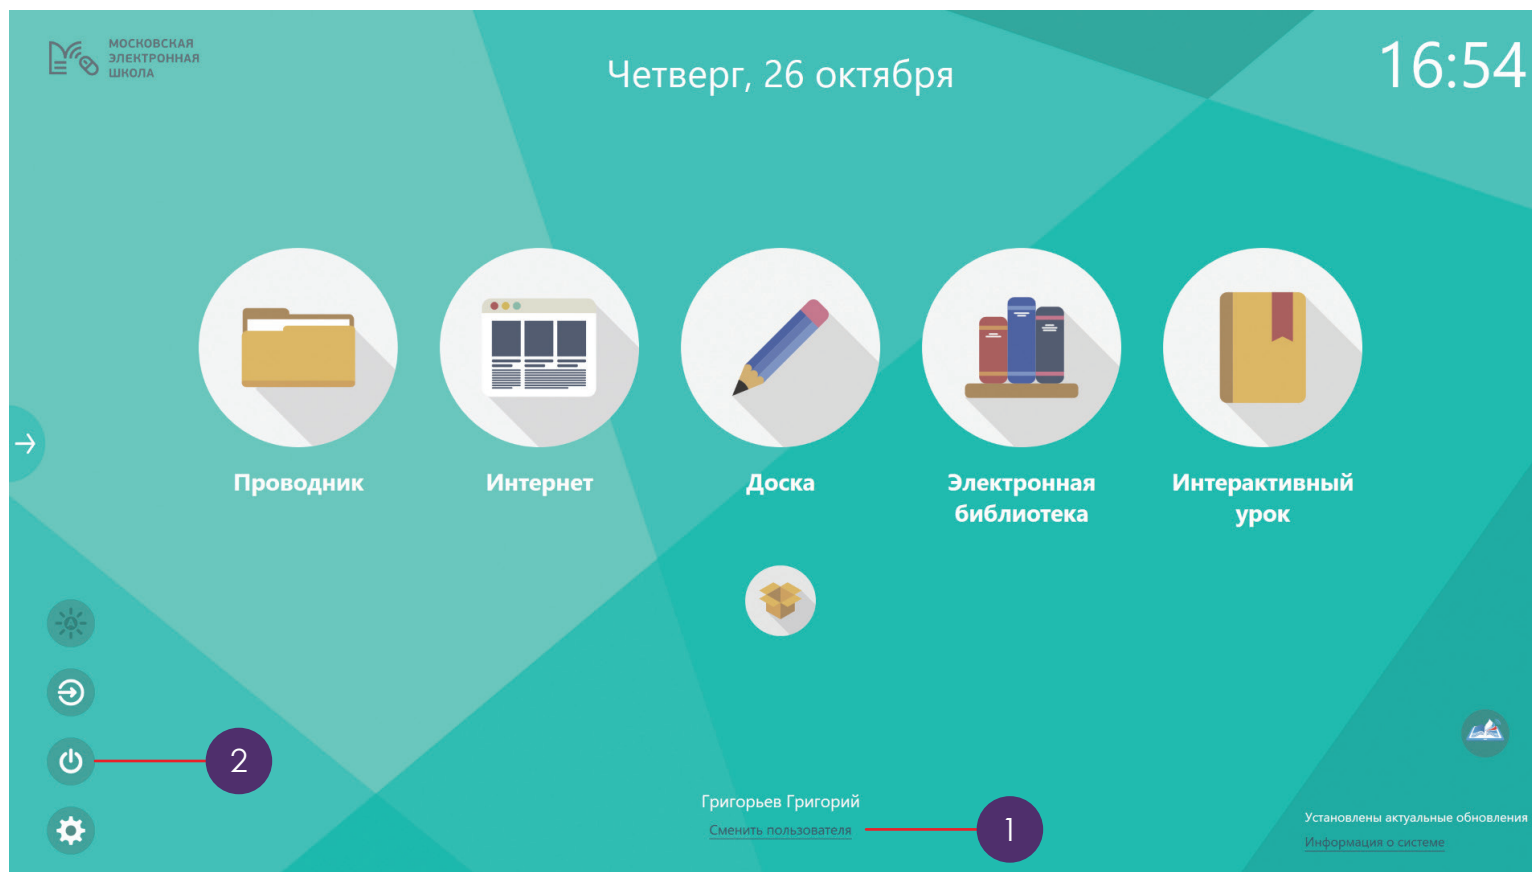 МОСКОВСКАЯ
ЭЛЕКТРОННАЯ
ШКОЛА
Четверг, 26 октября
16:54
Проводник
Интернет
Доска
Электронная
библиотека
Интерактивный
урок
2
Григорьев Григорий
Сменить пользователя
1
Установлены актуальные обновления
Информация о системе